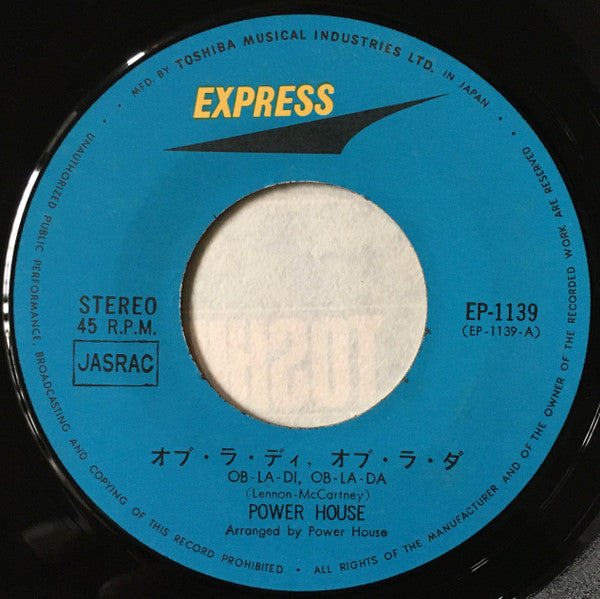 MFD. BY TOSHIBA MUSICAL INDUSTRIES LTD. IN JAPAN •
EXPRESS
STEREO
45 R.P.M.
JASRAC
EP-1139
(EP-1139-A)
オブ・ラ・ディ, オブ・ラ・ダ
OB-LA-DI, OB-LA-DA
(Lennon-McCartney)
POWER HOUSE
Arranged by Power House
UNAUTHORIZED PUBLIC PERFORMANCE, BROADCASTING AND COPYING OF THIS RECORD PROHIBITED • ALL RIGHTS OF THE MANUFACTURER AND OF THE OWNER OF THE RECORDED WORK ARE RESERVED •